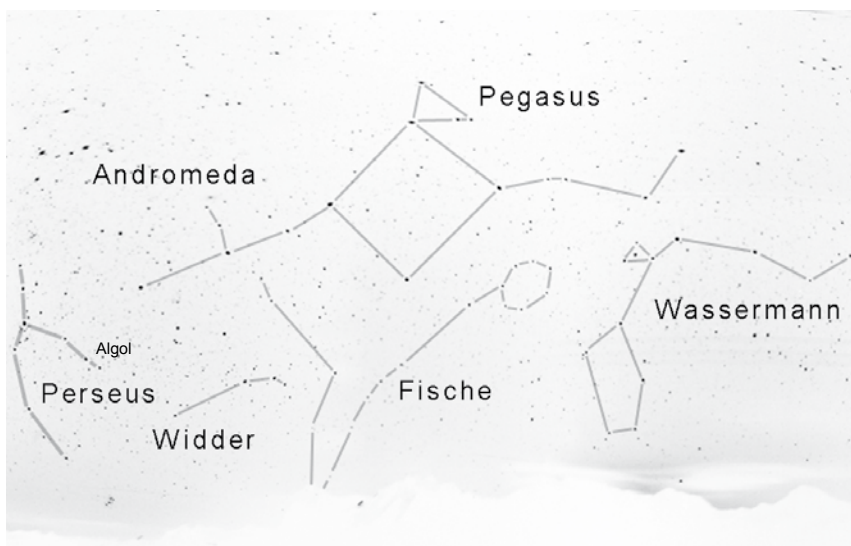 Pegasus
Andromeda
Wassermann
Algol
Perseus
Fische
Widder